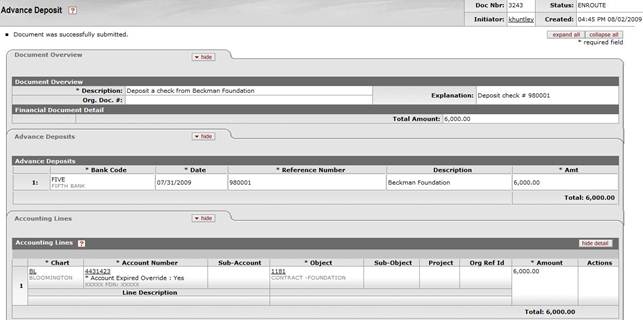 Advance Deposit ?
Doc Nbr: 3243 Status: ENROUTE
Initiator: khuntley Created: 04:45 PM 08/02/2009
Document was successfully submitted.
expand all collapse all
* required field
Document Overview hide
Document Overview
* Description: Deposit a check from Beckman Foundation
Explanation: Deposit check # 980001
Org. Doc. #:
Financial Document Detail
Total Amount: 6,000.00
Advance Deposits hide
Advance Deposits
* Bank Code * Date * Reference Number Description * Amt
1: FIVE 07/31/2009 980001 Beckman Foundation 6,000.00
FIFTH BANK
Total: 6,000.00
Accounting Lines hide
Accounting Lines ? hide detail
* Chart * Account Number Sub-Account * Object Sub-Object Project Org Ref Id * Amount Actions
1 BL 4431423 1181 6,000.00
BLOOMINGTON * Account Expired Override : Yes CONTRACT -FOUNDATION
XXXXX FDN: XXXXX
Line Description
Total: 6,000.00